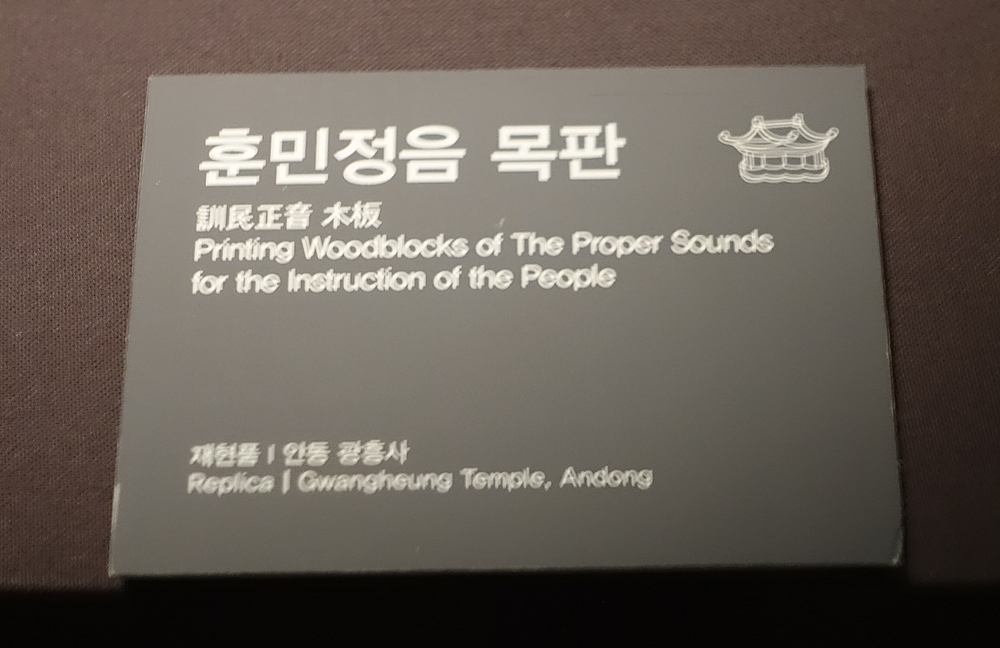 훈민정음 목판
訓民正音 木板
Printing Woodblocks of The Proper Sounds
for the Instruction of the People
재현품 | 안동 광흥사
Replica | Gwangheung Temple, Andong